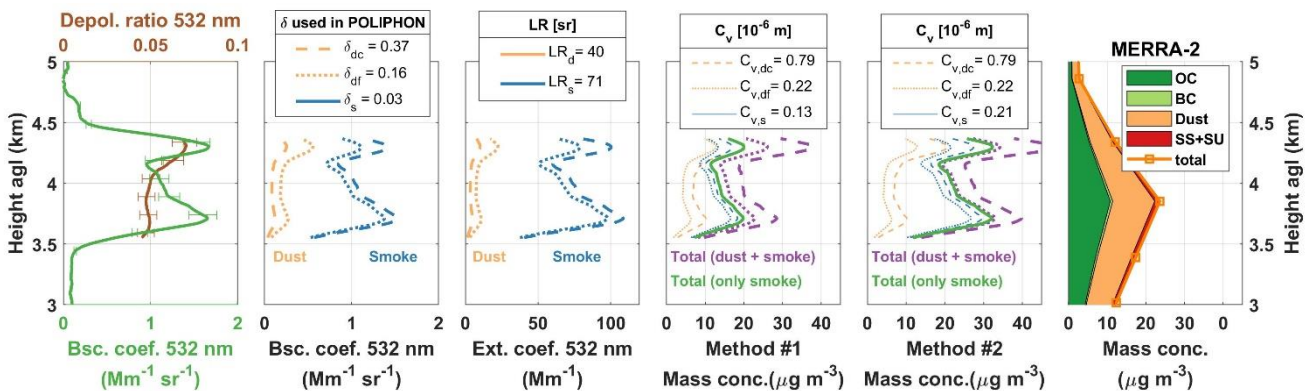 Depol. ratio 532 nm
0 0.05 0.1
5
4.5
4
3.5
3
Height agl (km)
0 1 2
Bsc. coef. 532 nm
(Mm⁻¹ sr⁻¹)
δ used in POLIPHON
δdc = 0.37
δdf = 0.16
δs = 0.03
Dust Smoke
0 1 2
Bsc. coef. 532 nm
(Mm⁻¹ sr⁻¹)
LR [sr]
LRd = 40
LRs = 71
Dust Smoke
0 50 100
Ext. coef. 532 nm
(Mm⁻¹)
Cv [10⁻⁶ m]
Cv,dc = 0.79
Cv,df = 0.22
Cv,s = 0.13
Total (dust + smoke)
Total (only smoke)
0 10 20 30 40
Method #1
Mass conc.(μg m⁻³)
Cv [10⁻⁶ m]
Cv,dc = 0.79
Cv,df = 0.22
Cv,s = 0.21
Total (dust + smoke)
Total (only smoke)
0 10 20 30 40
Method #2
Mass conc.(μg m⁻³)
MERRA-2
OC
BC
Dust
SS+SU
total
5
4.5
4
3.5
3
Height agl (km)
0 10 20 30 0
Mass conc.
(μg m⁻³)